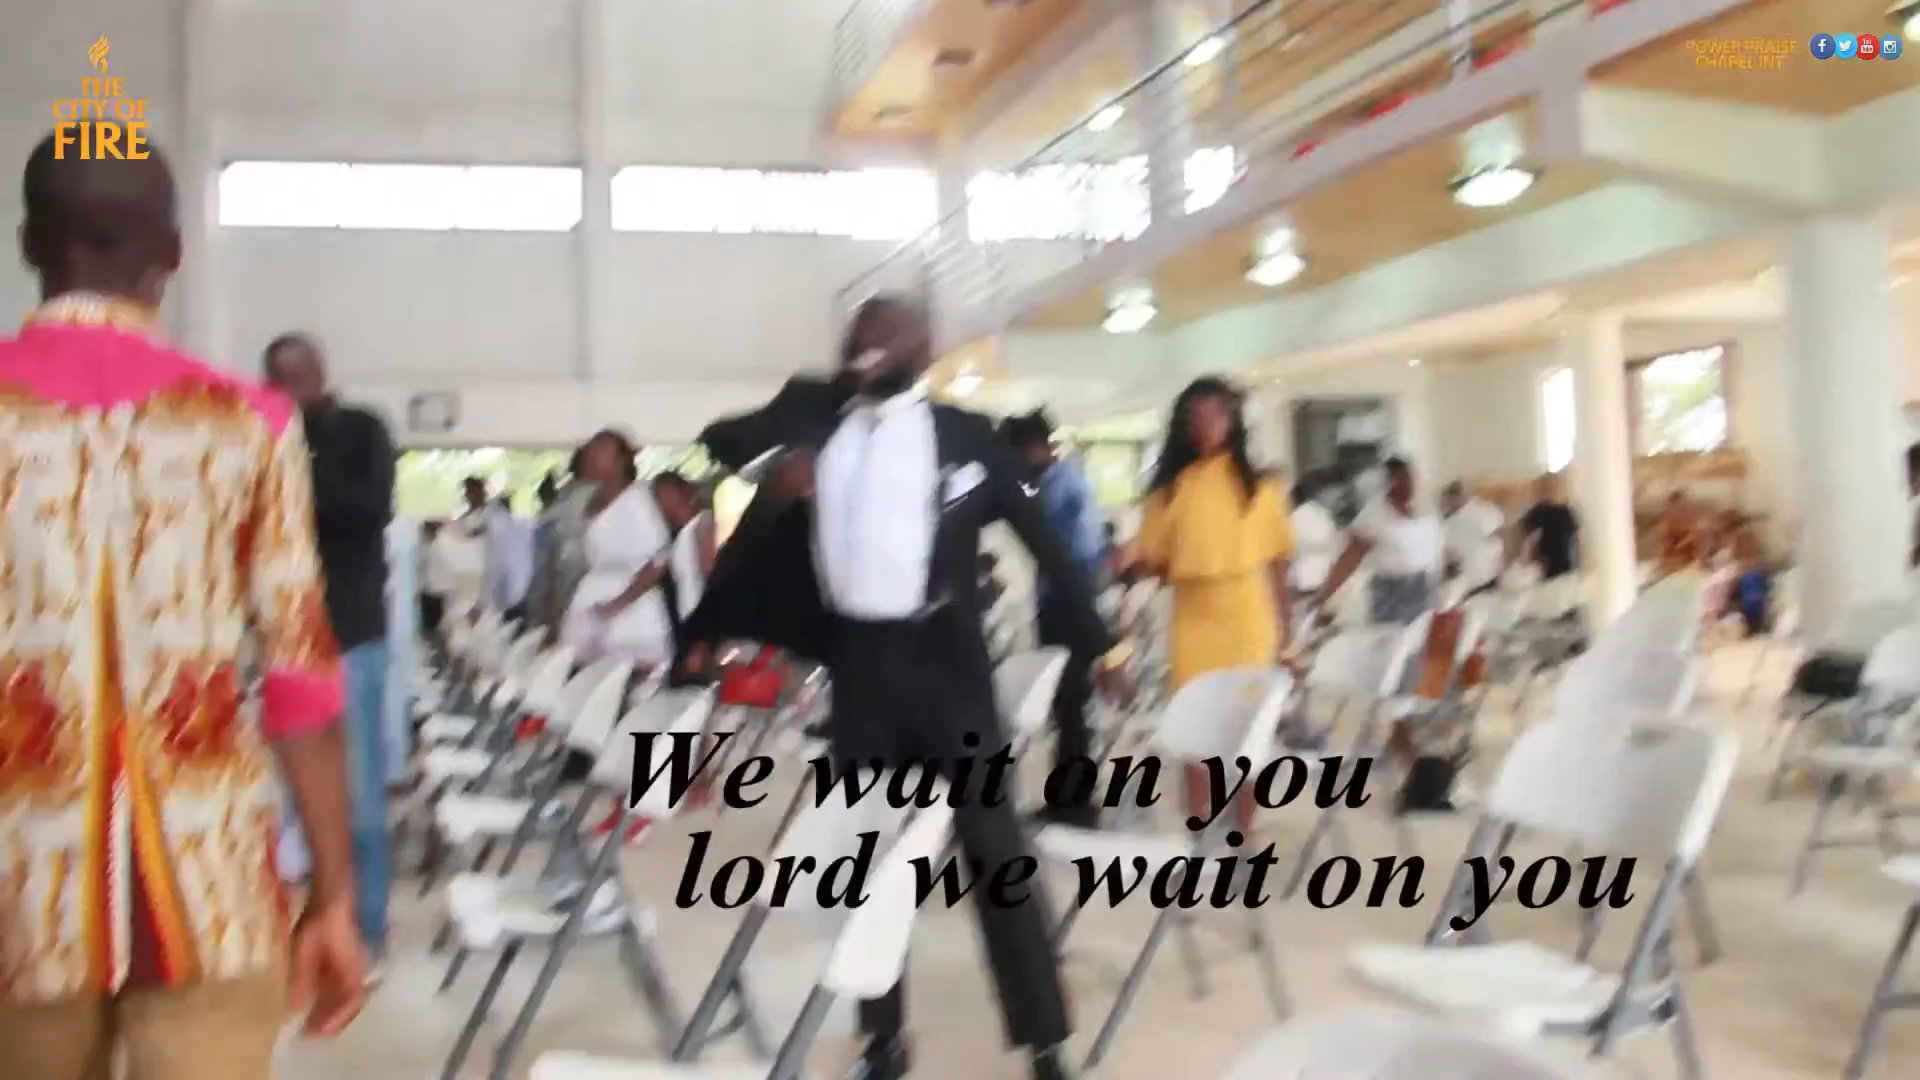 THE
CITY OF
FIRE
POWER PRAISE
CHAPEL INT
We wait on you
lord we wait on you